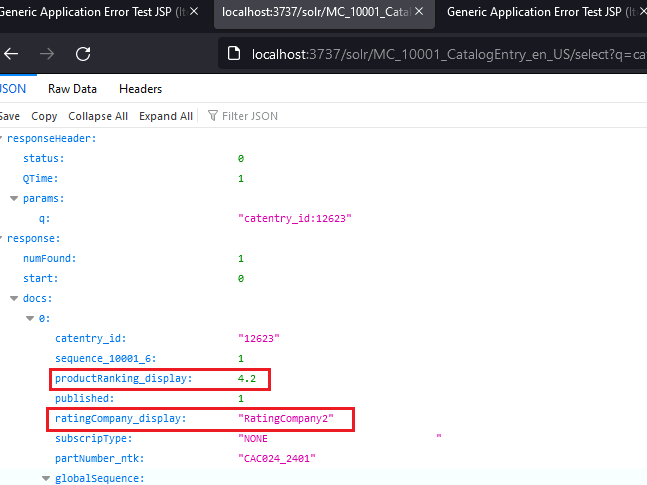 Generic Application Error Test JSP (It × localhost:3737/solr/MC_10001_Catal × Generic Application Error Test JSP (It ×
localhost:3737/solr/MC_10001_CatalogEntry_en_US/select?q=ca
JSON Raw Data Headers
Save Copy Collapse All Expand All Filter JSON
responseHeader:
status: 0
QTime: 1
params:
q: "catentry_id:12623"
response:
numFound: 1
start: 0
docs:
0:
catentry_id: "12623"
sequence_10001_6: 1
productRanking_display: 4.2
published: 1
ratingCompany_display: "RatingCompany2"
subscripType: "NONE "
partNumber_ntk: "CAC024_2401"
globalSequence: